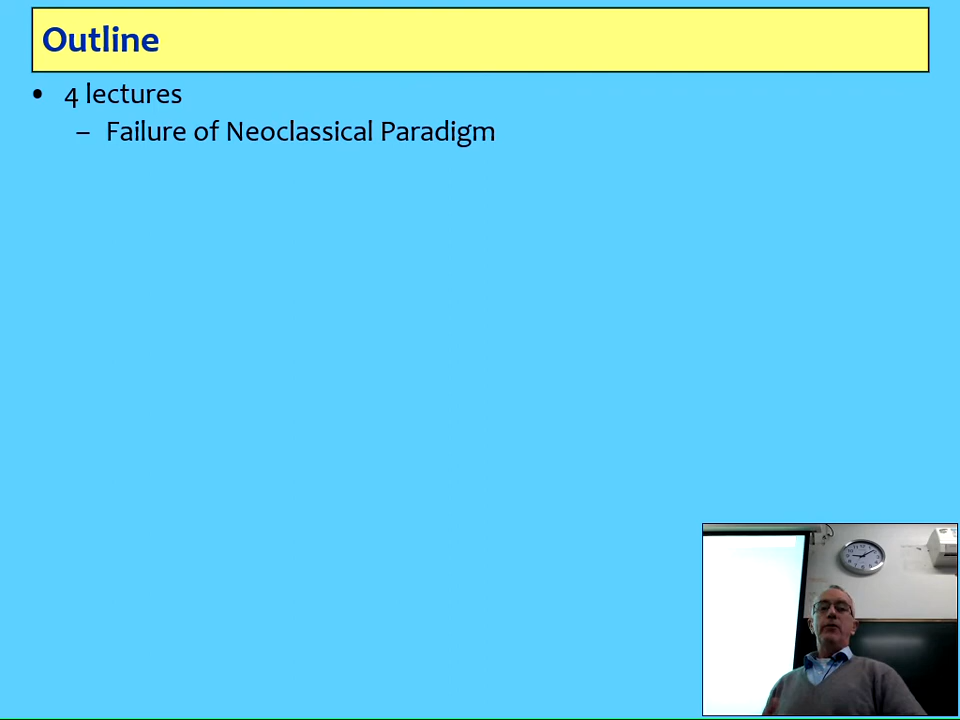 Outline
• 4 lectures
– Failure of Neoclassical Paradigm